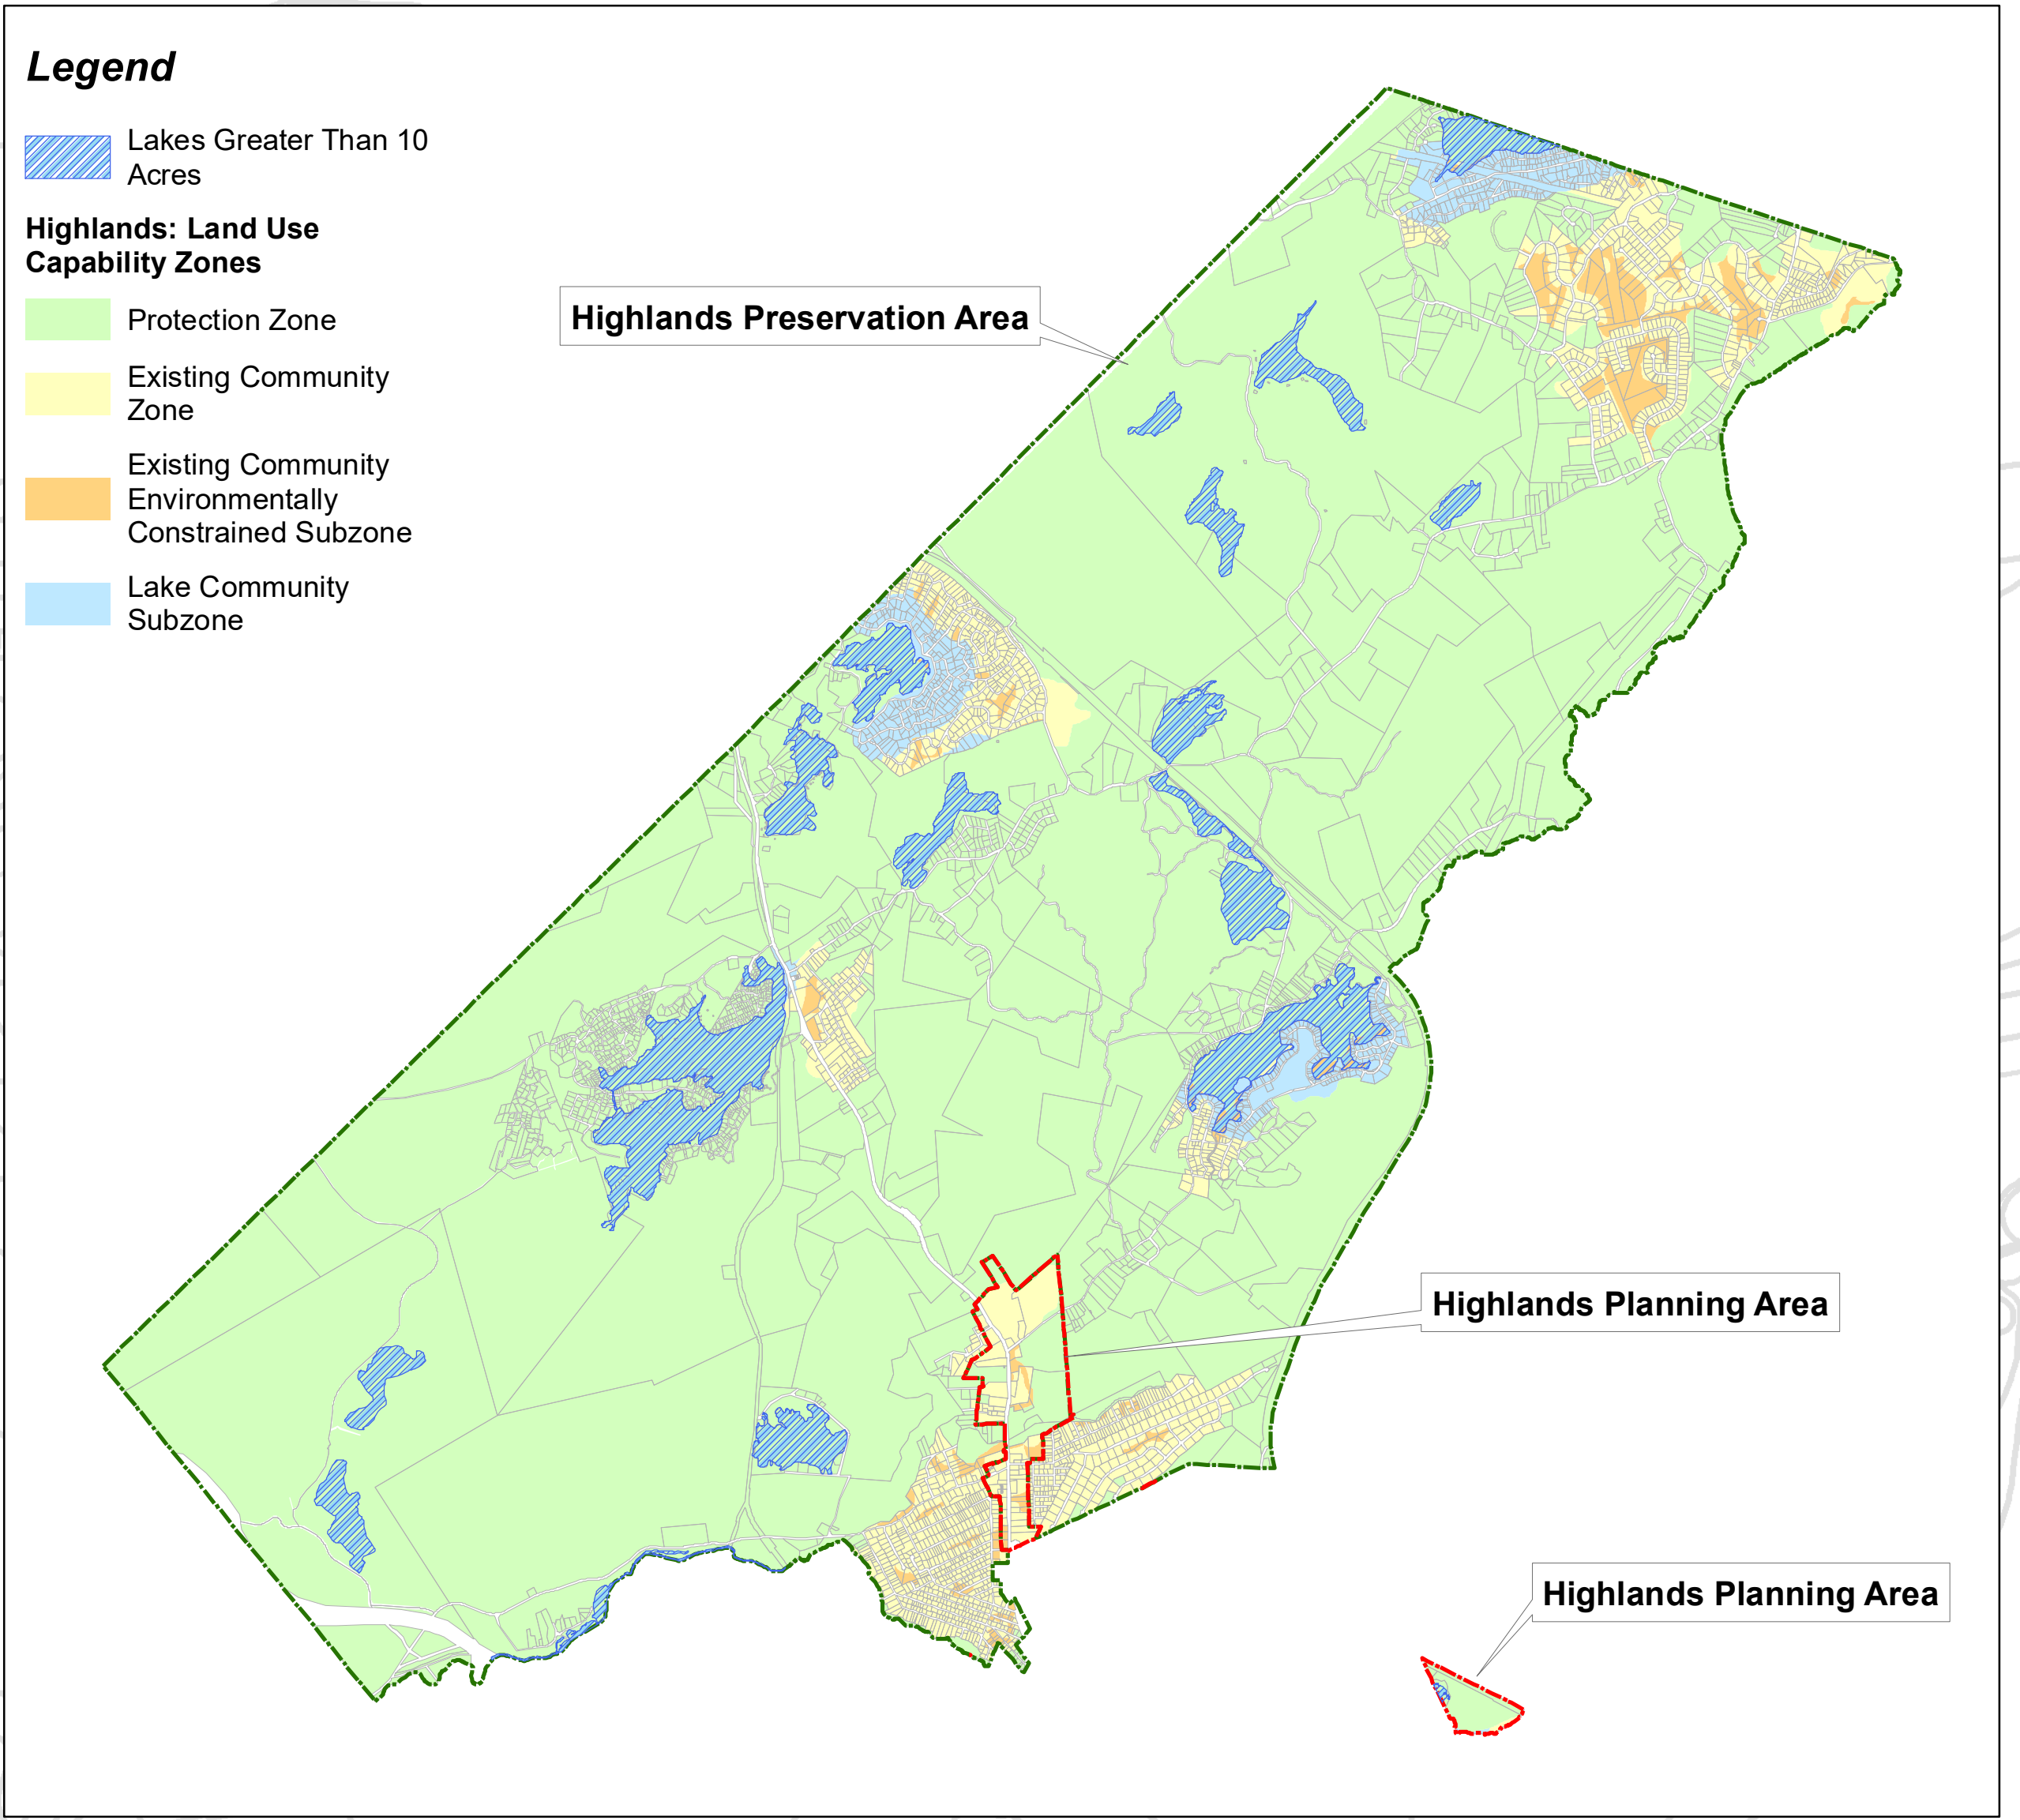 Legend
Lakes Greater Than 10
Acres
Highlands: Land Use
Capability Zones
Protection Zone
Existing Community
Zone
Existing Community
Environmentally
Constrained Subzone
Lake Community
Subzone
Highlands Preservation Area
Highlands Planning Area
Highlands Planning Area